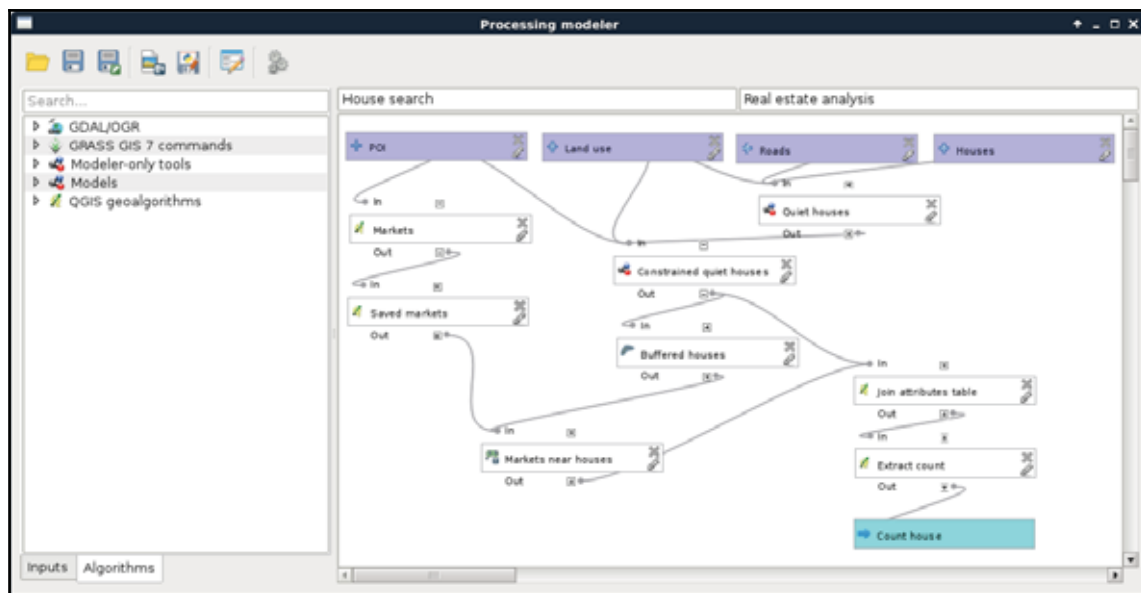 Processing modeler
Search...
House search
Real estate analysis
GDAL/OGR
GRASS GIS 7 commands
Modeler-only tools
Models
QGIS geoalgorithms
POI
Land use
Roads
Houses
In
Quiet houses
Out
In
Markets
Out
In
Constrained quiet houses
Out
In
Saved markets
Out
In
Buffered houses
Out
In
Join attributes table
Out
In
Markets near houses
Out
In
Extract count
Out
Count house
Inputs
Algorithms